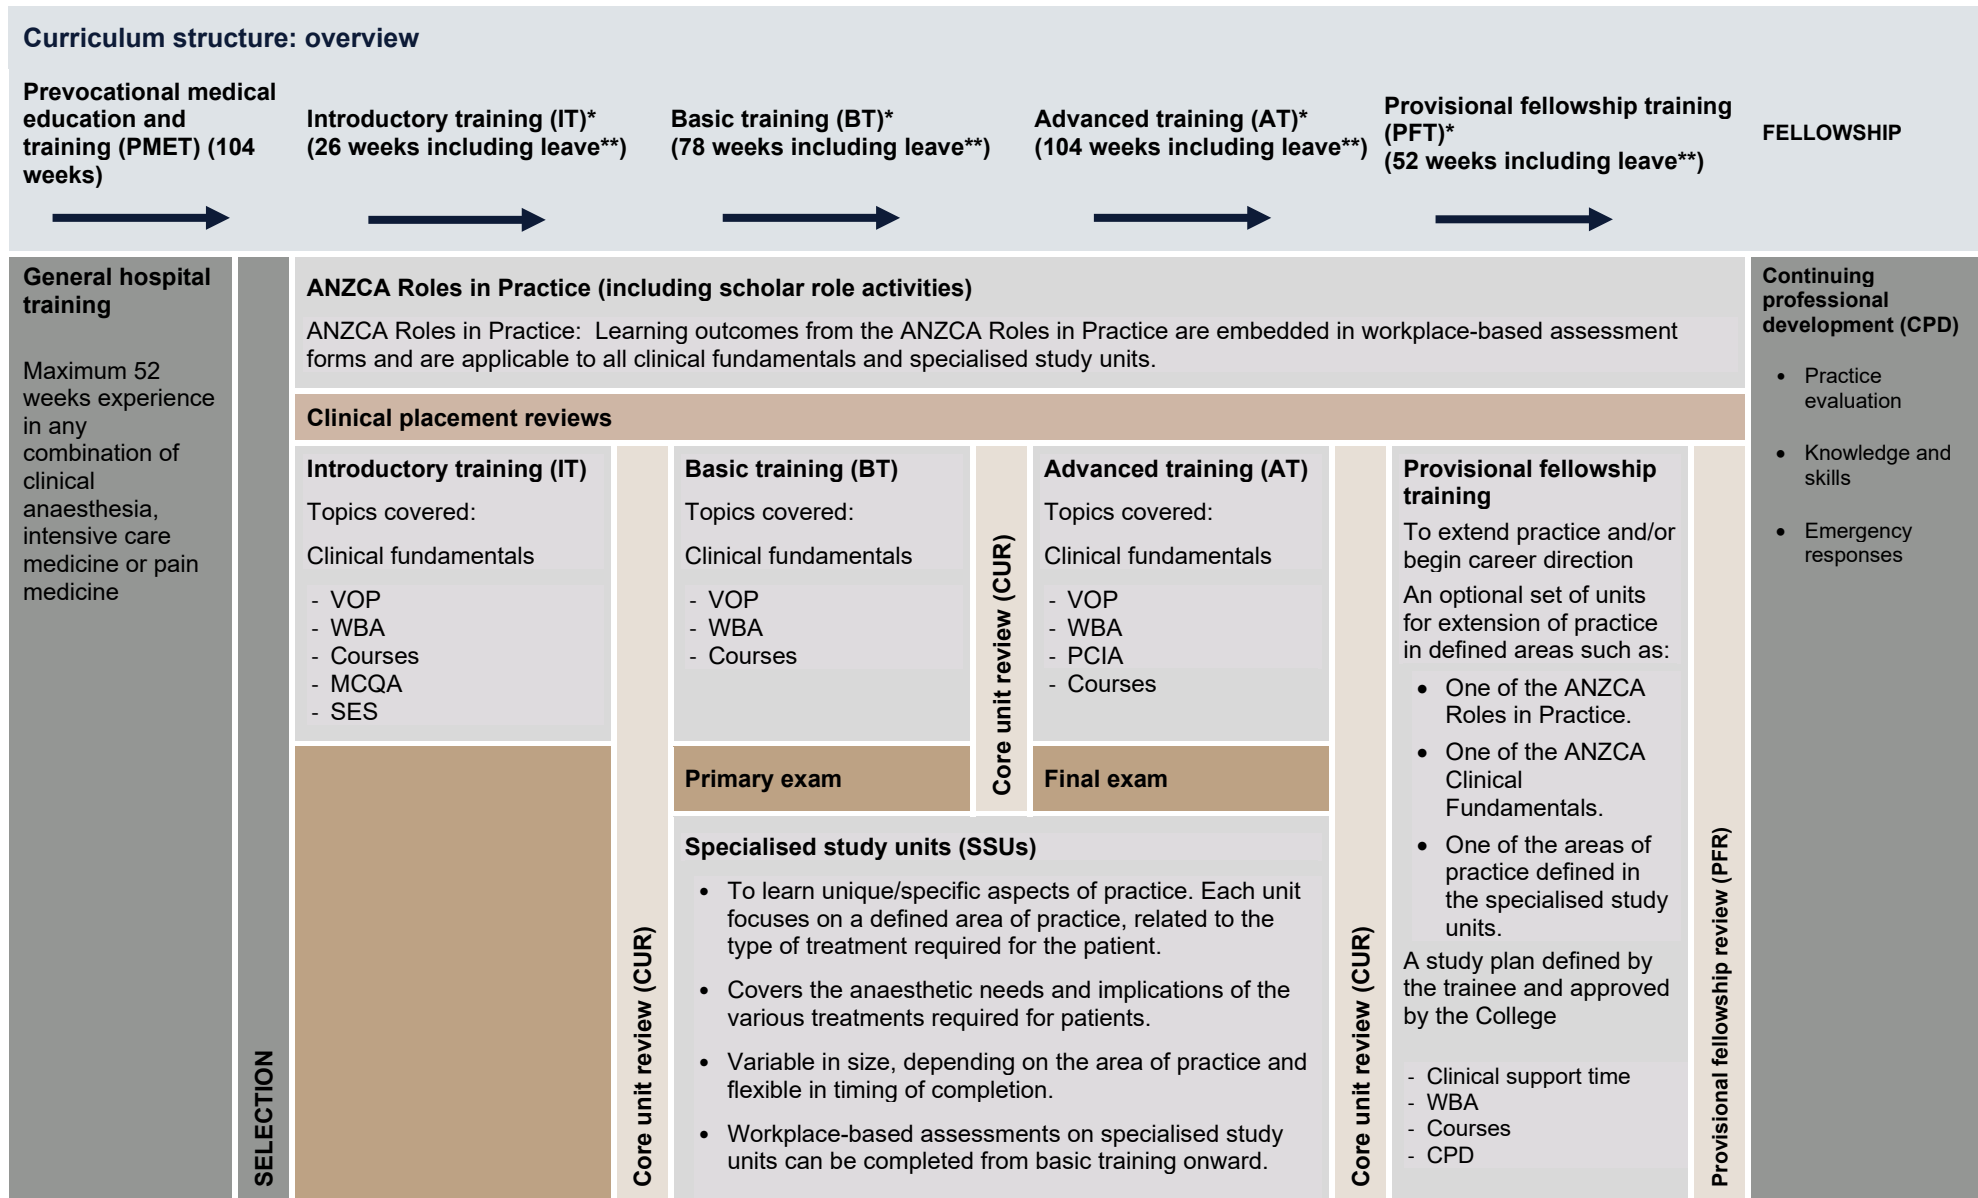 Curriculum structure: overview
Prevocational medical
education and
training (PMET) (104
weeks)
Introductory training (IT)*
(26 weeks including leave**)
Basic training (BT)*
(78 weeks including leave**)
Advanced training (AT)*
(104 weeks including leave**)
Provisional fellowship training
(PFT)*
(52 weeks including leave**)
FELLOWSHIP
General hospital
training
Maximum 52
weeks experience
in any
combination of
clinical
anaesthesia,
intensive care
medicine or pain
medicine
SELECTION
ANZCA Roles in Practice (including scholar role activities)
ANZCA Roles in Practice:  Learning outcomes from the ANZCA Roles in Practice are embedded in workplace-based assessment
forms and are applicable to all clinical fundamentals and specialised study units.
Clinical placement reviews
Introductory training (IT)
Topics covered:
Clinical fundamentals
- VOP
- WBA
- Courses
- MCQA
- SES
Core unit review (CUR)
Basic training (BT)
Topics covered:
Clinical fundamentals
- VOP
- WBA
- Courses
Primary exam
Core unit review (CUR)
Advanced training (AT)
Topics covered:
Clinical fundamentals
- VOP
- WBA
- PCIA
- Courses
Final exam
Specialised study units (SSUs)
• To learn unique/specific aspects of practice. Each unit
focuses on a defined area of practice, related to the
type of treatment required for the patient.
• Covers the anaesthetic needs and implications of the
various treatments required for patients.
• Variable in size, depending on the area of practice and
flexible in timing of completion.
• Workplace-based assessments on specialised study
units can be completed from basic training onward.
Core unit review (CUR)
Provisional fellowship
training
To extend practice and/or
begin career direction
An optional set of units
for extension of practice
in defined areas such as:
• One of the ANZCA
Roles in Practice.
• One of the ANZCA
Clinical
Fundamentals.
• One of the areas of
practice defined in
the specialised study
units.
A study plan defined by
the trainee and approved
by the College
- Clinical support time
- WBA
- Courses
- CPD
Provisional fellowship review (PFR)
Continuing
professional
development (CPD)
• Practice
evaluation
• Knowledge and
skills
• Emergency
responses